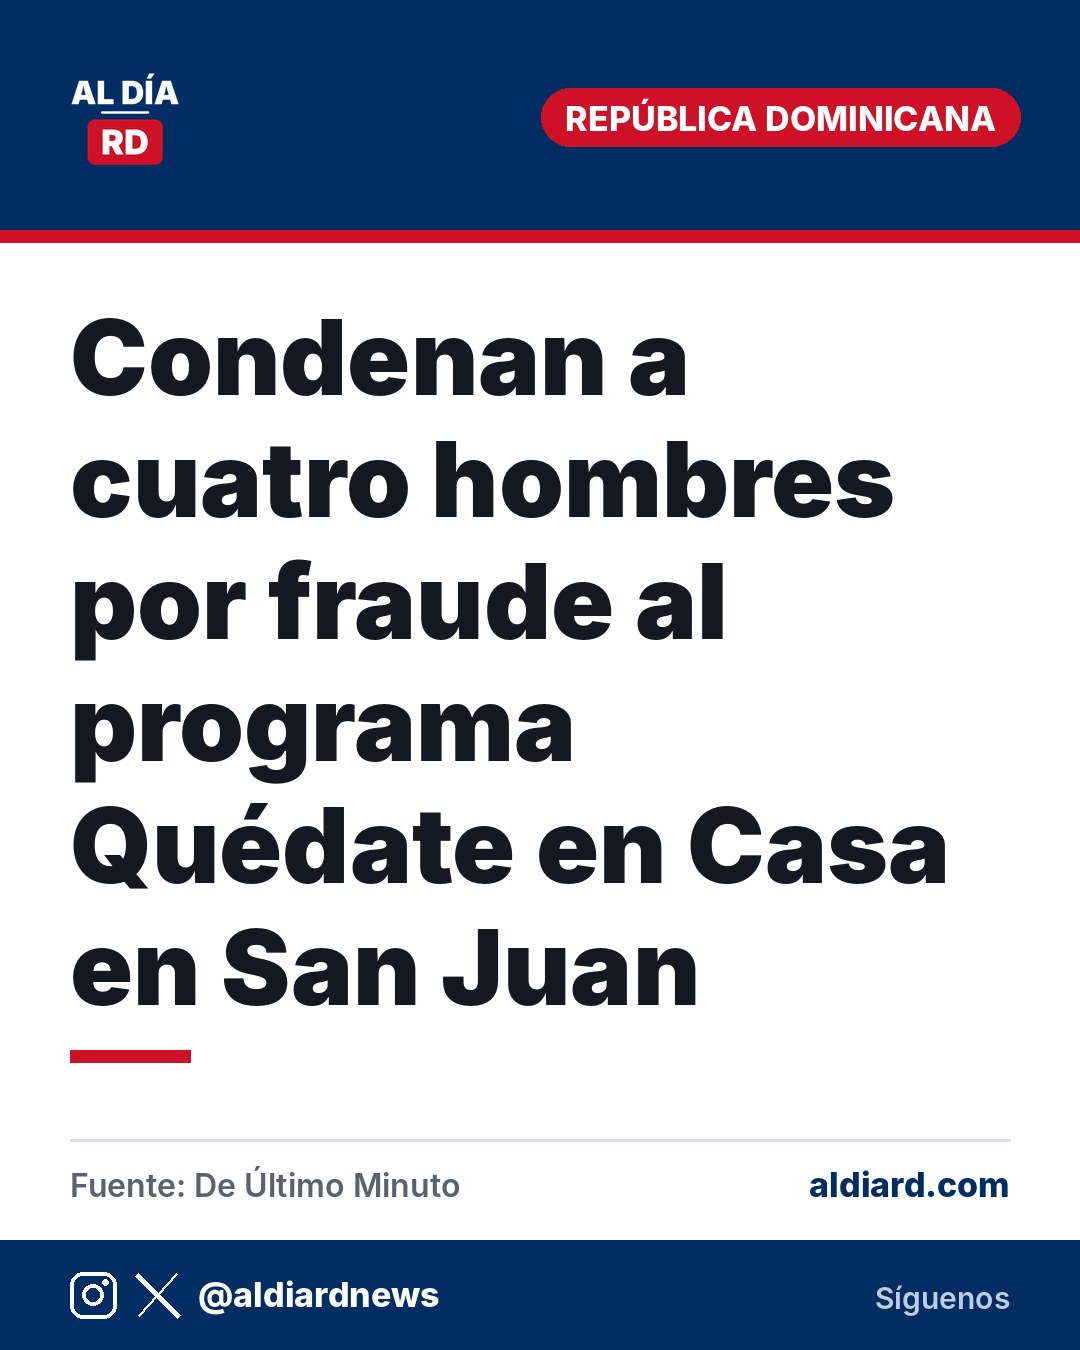 AL DÍA
RD
REPÚBLICA DOMINICANA
Condenan a
cuatro hombres
por fraude al
programa
Quédate en Casa
en San Juan
Fuente: De Último Minuto
aldiard.com
@aldiardnews
Síguenos